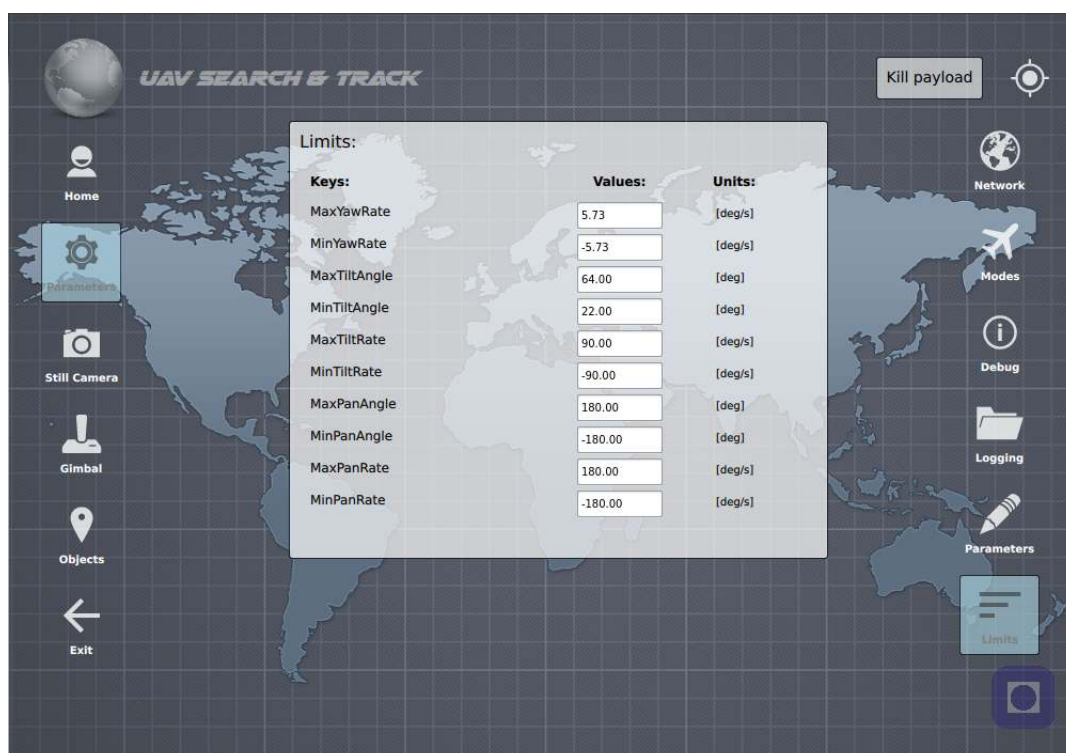 UAV SEARCH & TRACK
Kill payload
Home
Parameters
Still Camera
Gimbal
Objects
Exit
Limits:
Keys: Values: Units:
MaxYawRate 5.73 [deg/s]
MinYawRate -5.73 [deg/s]
MaxTiltAngle 64.00 [deg]
MinTiltAngle 22.00 [deg]
MaxTiltRate 90.00 [deg/s]
MinTiltRate -90.00 [deg/s]
MaxPanAngle 180.00 [deg]
MinPanAngle -180.00 [deg]
MaxPanRate 180.00 [deg/s]
MinPanRate -180.00 [deg/s]
Network
Modes
Debug
Logging
Parameters
Limits